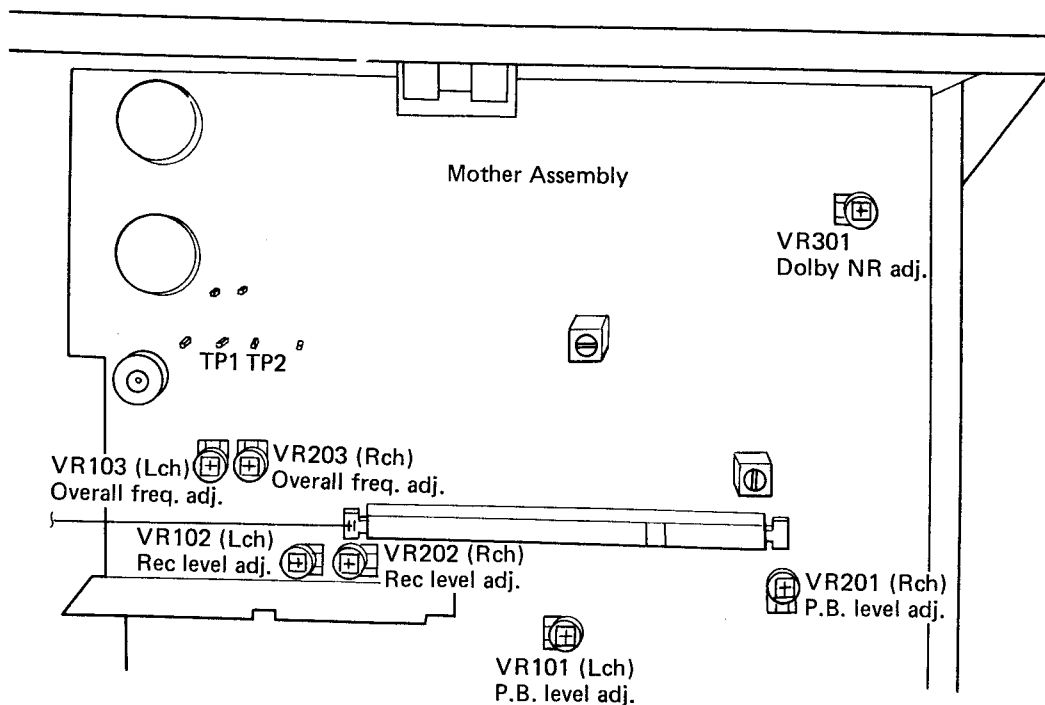 Mother Assembly
VR301
Dolby NR adj.
TP1 TP2
VR103 (Lch)
Overall freq. adj.
VR203 (Rch)
Overall freq. adj.
VR102 (Lch)
Rec level adj.
VR202 (Rch)
Rec level adj.
VR201 (Rch)
P.B. level adj.
VR101 (Lch)
P.B. level adj.